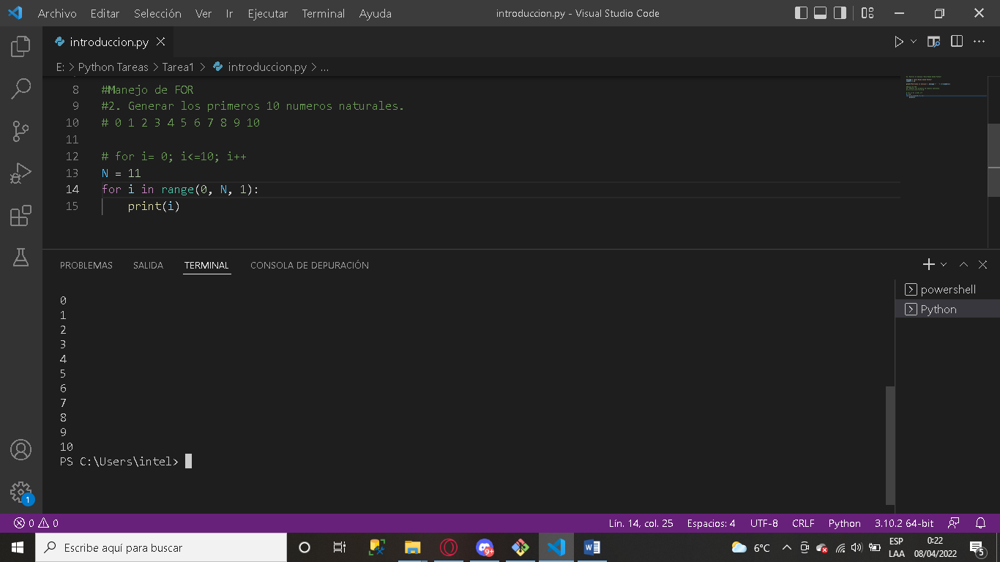 Archivo Editar Selección Ver Ir Ejecutar Terminal Ayuda introduccion.py - Visual Studio Code
introduccion.py
E: > Python Tareas > Tarea1 > introduccion.py > ...
8 #Manejo de FOR
9 #2. Generar los primeros 10 numeros naturales.
10 # 0 1 2 3 4 5 6 7 8 9 10
11
12 # for i= 0; i<=10; i++
13 N = 11
14 for i in range(0, N, 1):
15 print(i)
PROBLEMAS SALIDA TERMINAL CONSOLA DE DEPURACIÓN
powershell
Python
0
1
2
3
4
5
6
7
8
9
10
PS C:\Users\intel>
1
0 0 Lín. 14, col. 25 Espacios: 4 UTF-8 CRLF Python 3.10.2 64-bit
Escribe aquí para buscar 9+ 6°C ESP LAA 0:22 08/04/2022 5